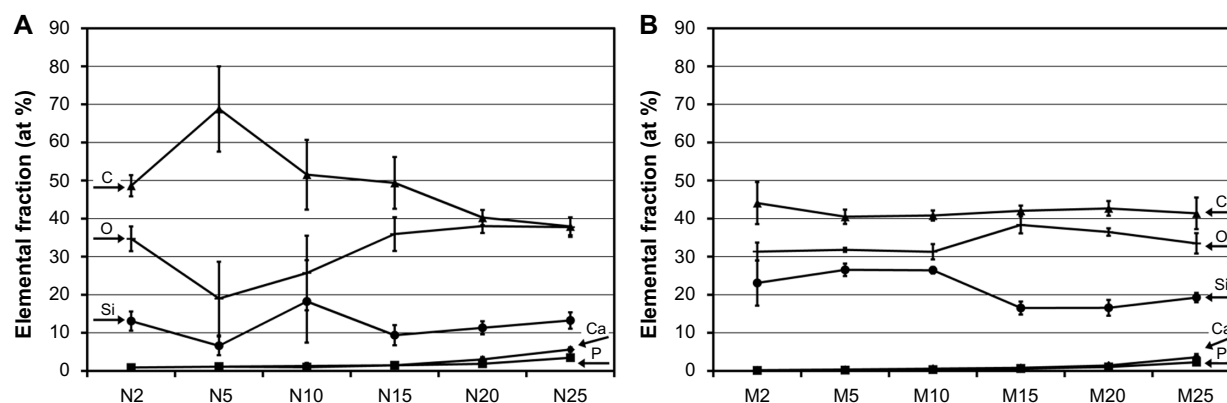 A
B
Elemental fraction (at %)
90
80
70
60
50
40
30
20
10
0
C
O
Si
Ca
P
N2 N5 N10 N15 N20 N25
Elemental fraction (at %)
90
80
70
60
50
40
30
20
10
0
C
O
Si
Ca
P
M2 M5 M10 M15 M20 M25